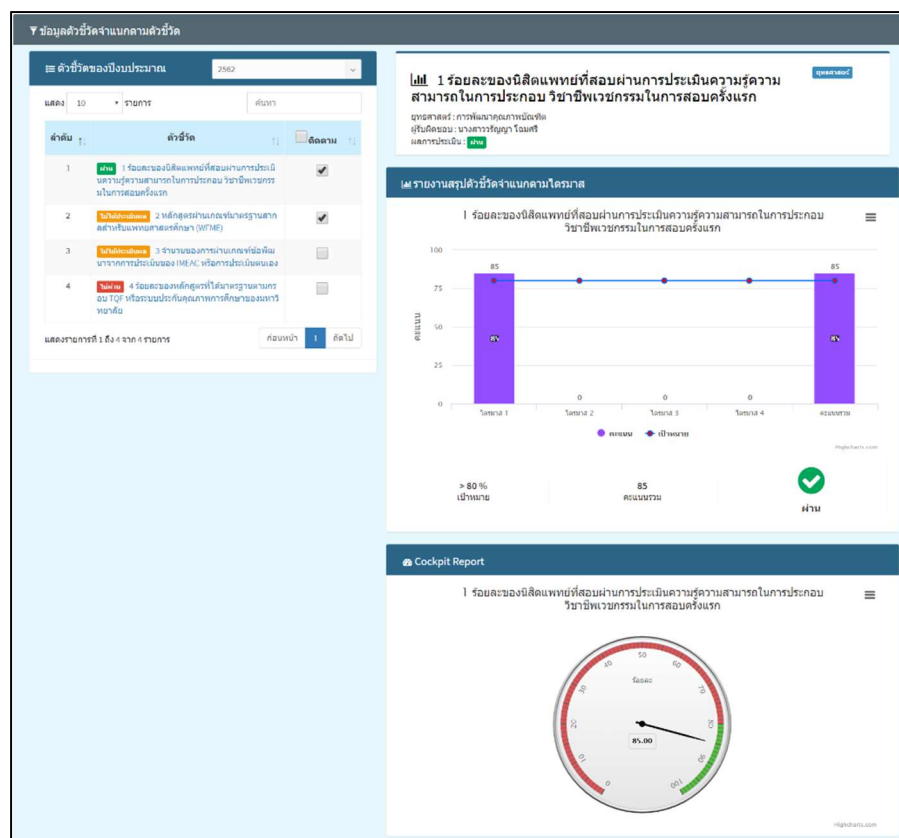 ข้อมูลตัวชี้วัดจำแนกตามตัวชี้วัด
ตัวชี้วัดของปีงบประมาณ 2562
แสดง 10 รายการ ค้นหา
ลำดับ ตัวชี้วัด ติดตาม
1 ผ่าน 1 ร้อยละของนิสิตแพทย์ที่สอบผ่านการประเมิ
นความรู้ความสามารถในการประกอบ วิชาชีพเวชกรร
มในการสอบครั้งแรก
2 ไม่ได้ประเมินผล 2 หลักสูตรผ่านเกณฑ์มาตรฐานสาก
ลสำหรับแพทยศาสตรศึกษา (WFME)
3 ไม่ได้ประเมินผล 3 จำนวนของการผ่านเกณฑ์ข้อพัฒ
นาจากการประเมินของ IMEAC หรือการประเมินตนเอง
4 ไม่ผ่าน 4 ร้อยละของหลักสูตรที่ได้มาตรฐานตามกร
อบ TQF หรือระบบประกันคุณภาพการศึกษาของมหาวิ
ทยาลัย
แสดงรายการที่ 1 ถึง 4 จาก 4 รายการ ก่อนหน้า 1 ถัดไป
1 ร้อยละของนิสิตแพทย์ที่สอบผ่านการประเมินความรู้ความ
สามารถในการประกอบ วิชาชีพเวชกรรมในการสอบครั้งแรก
ยุทธศาสตร์
ยุทธศาสตร์ : การพัฒนาคุณภาพบัณฑิต
ผู้รับผิดชอบ : นางสาววรัญญา โฉมศรี
ผลการประเมิน : ผ่าน
รายงานสรุปตัวชี้วัดจำแนกตามไตรมาส
1 ร้อยละของนิสิตแพทย์ที่สอบผ่านการประเมินความรู้ความสามารถในการประกอบ
วิชาชีพเวชกรรมในการสอบครั้งแรก
คะแนน
100
75
50
25
0
85 0 0 0 85
85 85
ไตรมาส 1 ไตรมาส 2 ไตรมาส 3 ไตรมาส 4 คะแนนรวม
คะแนน เป้าหมาย
Highcharts.com
> 80 % 85
เป้าหมาย คะแนนรวม ผ่าน
Cockpit Report
1 ร้อยละของนิสิตแพทย์ที่สอบผ่านการประเมินความรู้ความสามารถในการประกอบ
วิชาชีพเวชกรรมในการสอบครั้งแรก
0 10 20 30 40 50 60 70 80 90 100
ร้อยละ
85.00
Highcharts.com